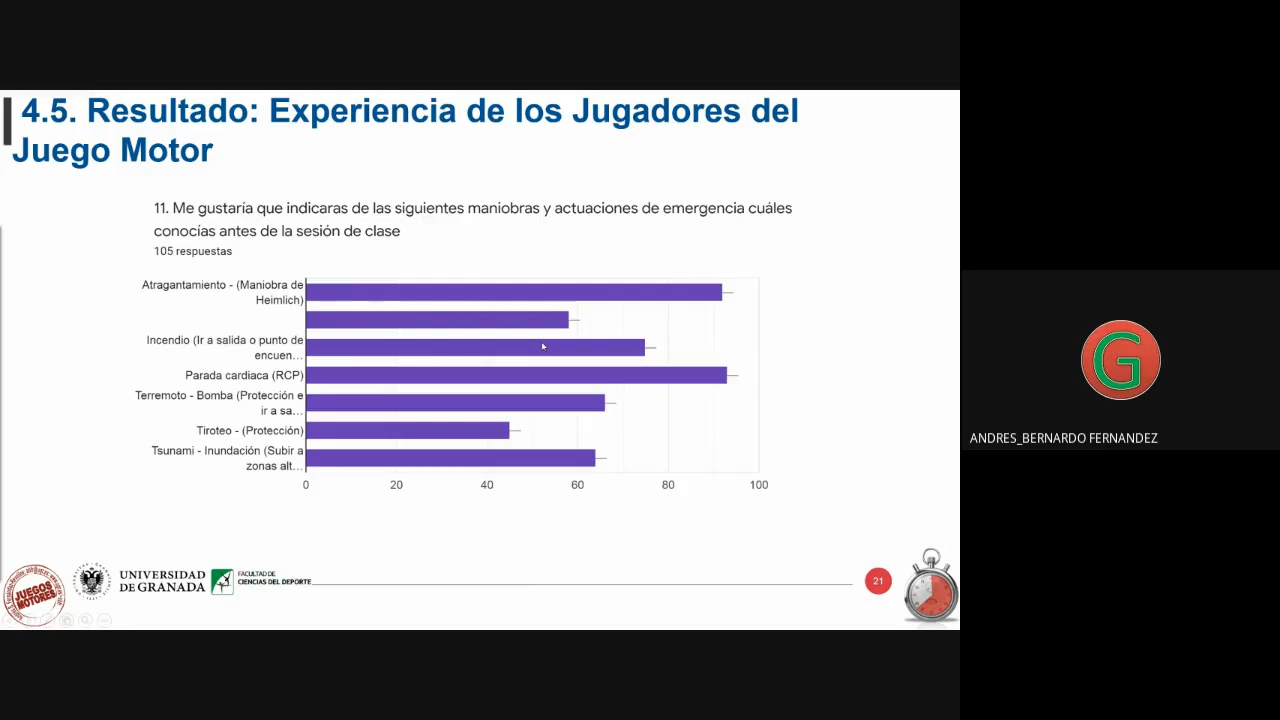 4.5. Resultado: Experiencia de los Jugadores del
Juego Motor
11. Me gustaría que indicaras de las siguientes maniobras y actuaciones de emergencia cuáles
conocías antes de la sesión de clase
105 respuestas
Atragantamiento - (Maniobra de
Heimlich)
Incendio (Ir a salida o punto de
encuen...
Parada cardiaca (RCP)
Terremoto - Bomba (Protección e
ir a sa...
Tiroteo - (Protección)
Tsunami - Inundación (Subir a
zonas alt...
0 20 40 60 80 100
G
ANDRES_BERNARDO FERNANDEZ
JUEGOS
MOTORES
UNIVERSIDAD
DE GRANADA
FACULTAD DE
CIENCIAS DEL DEPORTE
21